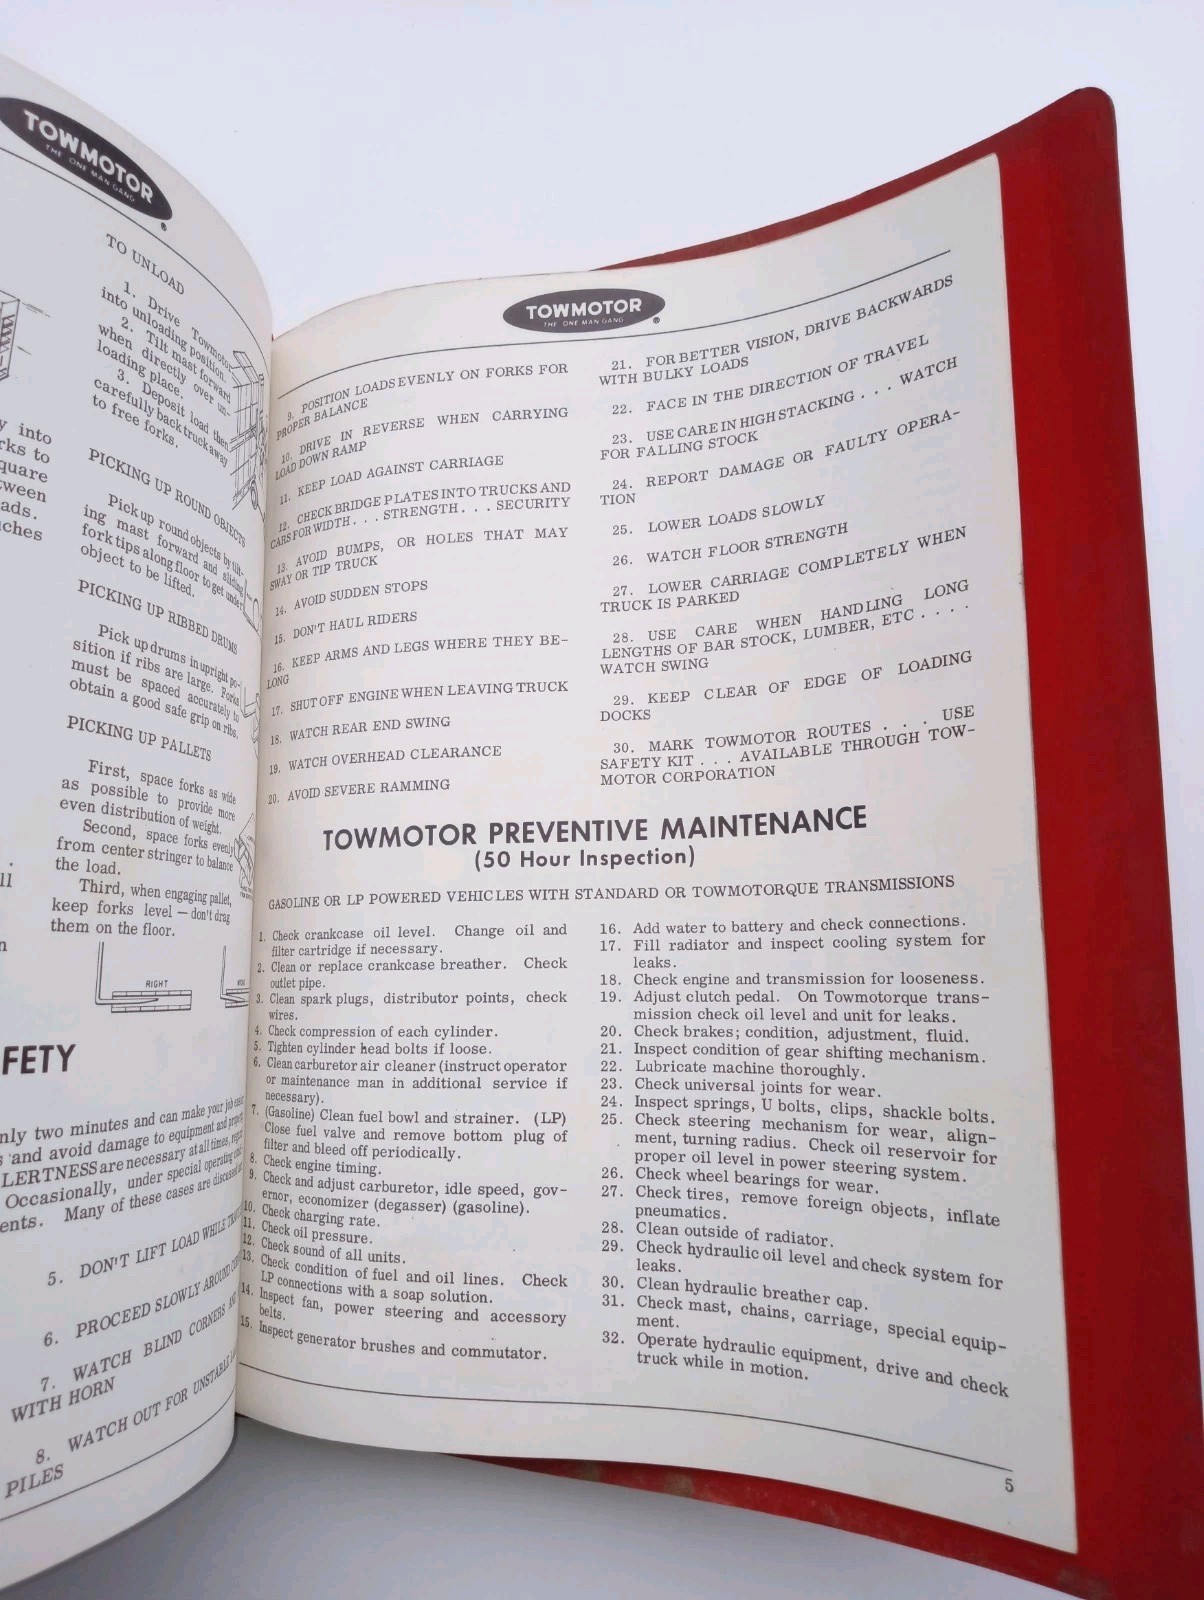 TOWMOTOR
THE ONE MAN GANG
®
TO UNLOAD
1. Drive Towmotor
into unloading position.
2. Tilt mast forward
when directly over un-
loading place.
3. Deposit load then
carefully back truck away
to free forks.
PICKING UP ROUND OBJECTS
Pick up round objects by tilt-
ing mast forward and sliding
fork tips along floor to get under
object to be lifted.
PICKING UP RIBBED DRUMS
Pick up drums in upright po-
sition if ribs are large. Forks
must be spaced accurately to
obtain a good safe grip on ribs.
PICKING UP PALLETS
First, space forks as wide
as possible to provide more
even distribution of weight.
Second, space forks evenly
from center stringer to balance
the load.
Third, when engaging pallet,
keep forks level — don't drag
them on the floor.
RIGHT
into
to
ads.
FETY
only two minutes and can make your job easier
and avoid damage to equipment and
LERTNESS are necessary at all times,
Occasionally, under special operating
ents. Many of these cases are discussed
5. DON'T LIFT LOAD WHILE
6. PROCEED SLOWLY AROUND
7. WATCH BLIND CORNERS AND
WITH HORN
8. WATCH OUT FOR UNSTABLE
PILES
TOWMOTOR
THE ONE MAN GANG
®
9. POSITION LOADS EVENLY ON FORKS FOR
PROPER BALANCE
10. DRIVE IN REVERSE WHEN CARRYING
LOAD DOWN RAMP
11. KEEP LOAD AGAINST CARRIAGE
12. CHECK BRIDGE PLATES INTO TRUCKS AND
CARS FOR WIDTH. . . STRENGTH. . . SECURITY
13. AVOID BUMPS, OR HOLES THAT MAY
SWAY OR TIP TRUCK
14. AVOID SUDDEN STOPS
15. DON'T HAUL RIDERS
16. KEEP ARMS AND LEGS WHERE THEY BE-
LONG
17. SHUT OFF ENGINE WHEN LEAVING TRUCK
18. WATCH REAR END SWING
19. WATCH OVERHEAD CLEARANCE
20. AVOID SEVERE RAMMING
21. FOR BETTER VISION, DRIVE BACKWARDS
WITH BULKY LOADS
22. FACE IN THE DIRECTION OF TRAVEL
23. USE CARE IN HIGH STACKING . . . WATCH
FOR FALLING STOCK
24. REPORT DAMAGE OR FAULTY OPERA-
TION
25. LOWER LOADS SLOWLY
26. WATCH FLOOR STRENGTH
27. LOWER CARRIAGE COMPLETELY WHEN
TRUCK IS PARKED
28. USE CARE WHEN HANDLING LONG
LENGTHS OF BAR STOCK, LUMBER, ETC . . . .
WATCH SWING
29. KEEP CLEAR OF EDGE OF LOADING
DOCKS
30. MARK TOWMOTOR ROUTES . . . USE
SAFETY KIT . . . AVAILABLE THROUGH TOW-
MOTOR CORPORATION
TOWMOTOR PREVENTIVE MAINTENANCE
(50 Hour Inspection)
GASOLINE OR LP POWERED VEHICLES WITH STANDARD OR TOWMOTORQUE TRANSMISSIONS
1. Check crankcase oil level. Change oil and
filter cartridge if necessary.
2. Clean or replace crankcase breather. Check
outlet pipe.
3. Clean spark plugs, distributor points, check
wires.
4. Check compression of each cylinder.
5. Tighten cylinder head bolts if loose.
6. Clean carburetor air cleaner (instruct operator
or maintenance man in additional service if
necessary).
7. (Gasoline) Clean fuel bowl and strainer. (LP)
Close fuel valve and remove bottom plug of
filter and bleed off periodically.
8. Check engine timing.
9. Check and adjust carburetor, idle speed, gov-
ernor, economizer (degasser) (gasoline).
10. Check charging rate.
11. Check oil pressure.
12. Check sound of all units.
13. Check condition of fuel and oil lines. Check
LP connections with a soap solution.
14. Inspect fan, power steering and accessory
belts.
15. Inspect generator brushes and commutator.
16. Add water to battery and check connections.
17. Fill radiator and inspect cooling system for
leaks.
18. Check engine and transmission for looseness.
19. Adjust clutch pedal. On Towmotorque trans-
mission check oil level and unit for leaks.
20. Check brakes; condition, adjustment, fluid.
21. Inspect condition of gear shifting mechanism.
22. Lubricate machine thoroughly.
23. Check universal joints for wear.
24. Inspect springs, U bolts, clips, shackle bolts.
25. Check steering mechanism for wear, align-
ment, turning radius. Check oil reservoir for
proper oil level in power steering system.
26. Check wheel bearings for wear.
27. Check tires, remove foreign objects, inflate
pneumatics.
28. Clean outside of radiator.
29. Check hydraulic oil level and check system for
leaks.
30. Clean hydraulic breather cap.
31. Check mast, chains, carriage, special equip-
ment.
32. Operate hydraulic equipment, drive and check
truck while in motion.
5